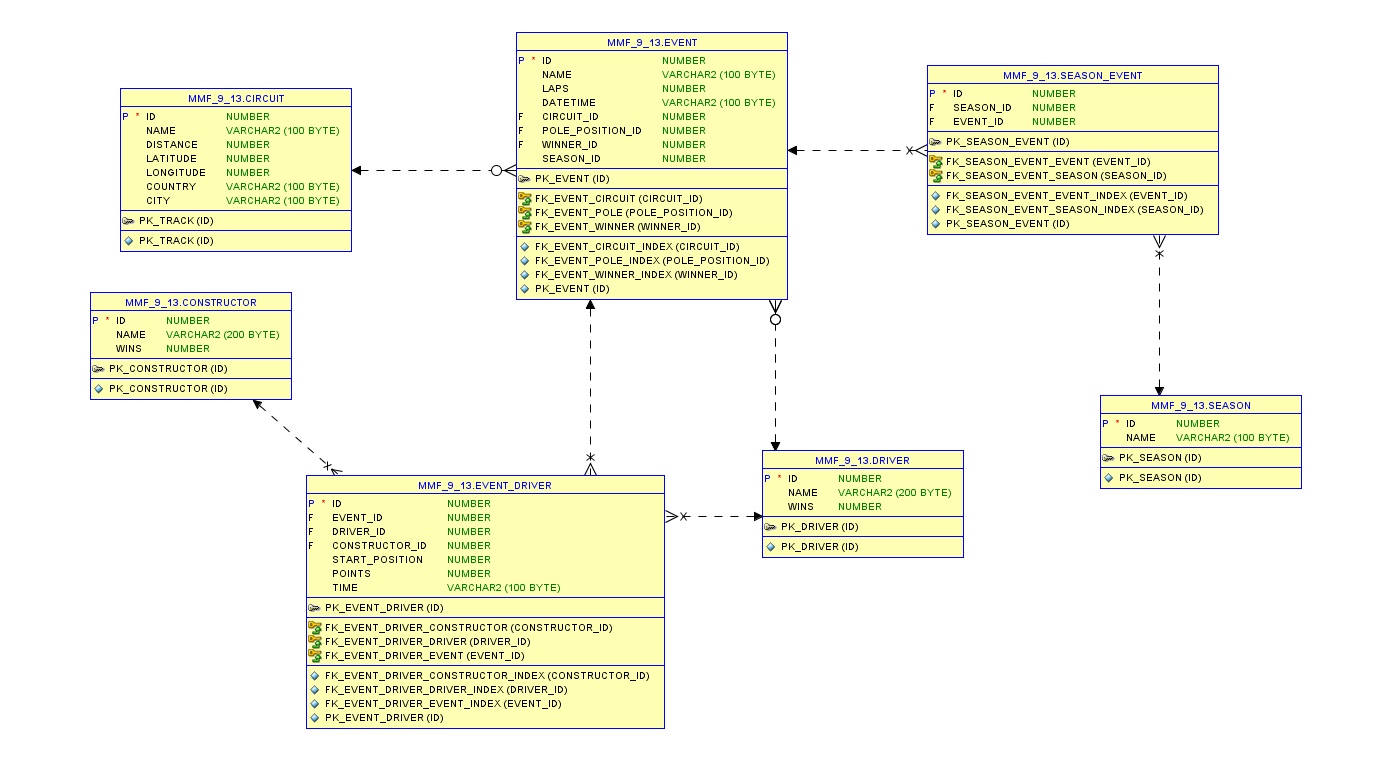 MMF_9_13.EVENT
P * ID NUMBER
NAME VARCHAR2 (100 BYTE)
LAPS NUMBER
DATETIME VARCHAR2 (100 BYTE)
F CIRCUIT_ID NUMBER
F POLE_POSITION_ID NUMBER
F WINNER_ID NUMBER
SEASON_ID NUMBER
PK_EVENT (ID)
FK_EVENT_CIRCUIT (CIRCUIT_ID)
FK_EVENT_POLE (POLE_POSITION_ID)
FK_EVENT_WINNER (WINNER_ID)
FK_EVENT_CIRCUIT_INDEX (CIRCUIT_ID)
FK_EVENT_POLE_INDEX (POLE_POSITION_ID)
FK_EVENT_WINNER_INDEX (WINNER_ID)
PK_EVENT (ID)
MMF_9_13.SEASON_EVENT
P * ID NUMBER
F SEASON_ID NUMBER
F EVENT_ID NUMBER
PK_SEASON_EVENT (ID)
FK_SEASON_EVENT_EVENT (EVENT_ID)
FK_SEASON_EVENT_SEASON (SEASON_ID)
FK_SEASON_EVENT_EVENT_INDEX (EVENT_ID)
FK_SEASON_EVENT_SEASON_INDEX (SEASON_ID)
PK_SEASON_EVENT (ID)
MMF_9_13.CIRCUIT
P * ID NUMBER
NAME VARCHAR2 (100 BYTE)
DISTANCE NUMBER
LATITUDE NUMBER
LONGITUDE NUMBER
COUNTRY VARCHAR2 (100 BYTE)
CITY VARCHAR2 (100 BYTE)
PK_TRACK (ID)
PK_TRACK (ID)
MMF_9_13.CONSTRUCTOR
P * ID NUMBER
NAME VARCHAR2 (200 BYTE)
WINS NUMBER
PK_CONSTRUCTOR (ID)
PK_CONSTRUCTOR (ID)
MMF_9_13.SEASON
P * ID NUMBER
NAME VARCHAR2 (100 BYTE)
PK_SEASON (ID)
PK_SEASON (ID)
MMF_9_13.DRIVER
P * ID NUMBER
NAME VARCHAR2 (200 BYTE)
WINS NUMBER
PK_DRIVER (ID)
PK_DRIVER (ID)
MMF_9_13.EVENT_DRIVER
P * ID NUMBER
F EVENT_ID NUMBER
F DRIVER_ID NUMBER
F CONSTRUCTOR_ID NUMBER
START_POSITION NUMBER
POINTS NUMBER
TIME VARCHAR2 (100 BYTE)
PK_EVENT_DRIVER (ID)
FK_EVENT_DRIVER_CONSTRUCTOR (CONSTRUCTOR_ID)
FK_EVENT_DRIVER_DRIVER (DRIVER_ID)
FK_EVENT_DRIVER_EVENT (EVENT_ID)
FK_EVENT_DRIVER_CONSTRUCTOR_INDEX (CONSTRUCTOR_ID)
FK_EVENT_DRIVER_DRIVER_INDEX (DRIVER_ID)
FK_EVENT_DRIVER_EVENT_INDEX (EVENT_ID)
PK_EVENT_DRIVER (ID)